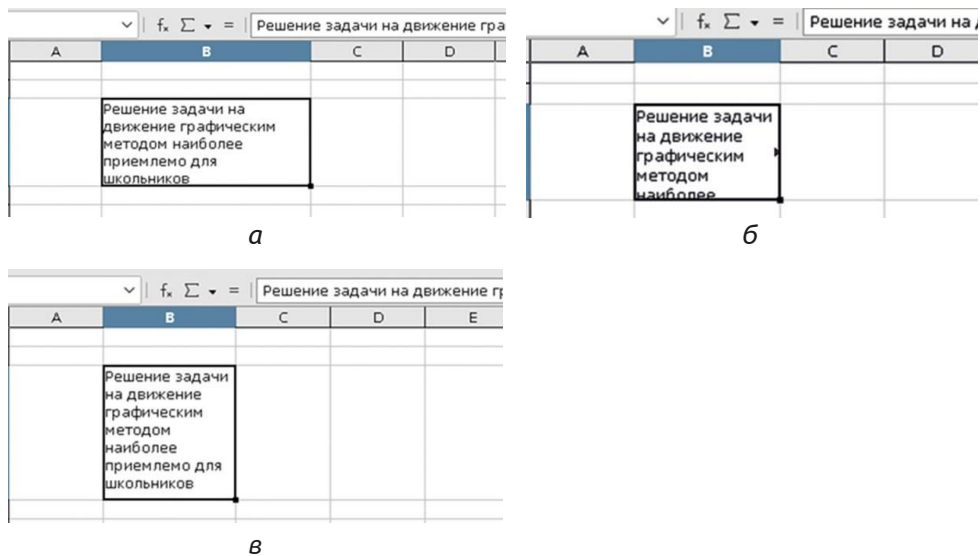 fx Σ = Решение задачи на движение гра
A B C D
Решение задачи на
движение графическим
методом наиболее
приемлемо для
школьников
а
fx Σ = Решение задачи на
A B C D
Решение задачи
на движение
графическим
методом
наиболее
б
fx Σ = Решение задачи на движение гр
A B C D E
Решение задачи
на движение
графическим
методом
наиболее
приемлемо для
школьников
в